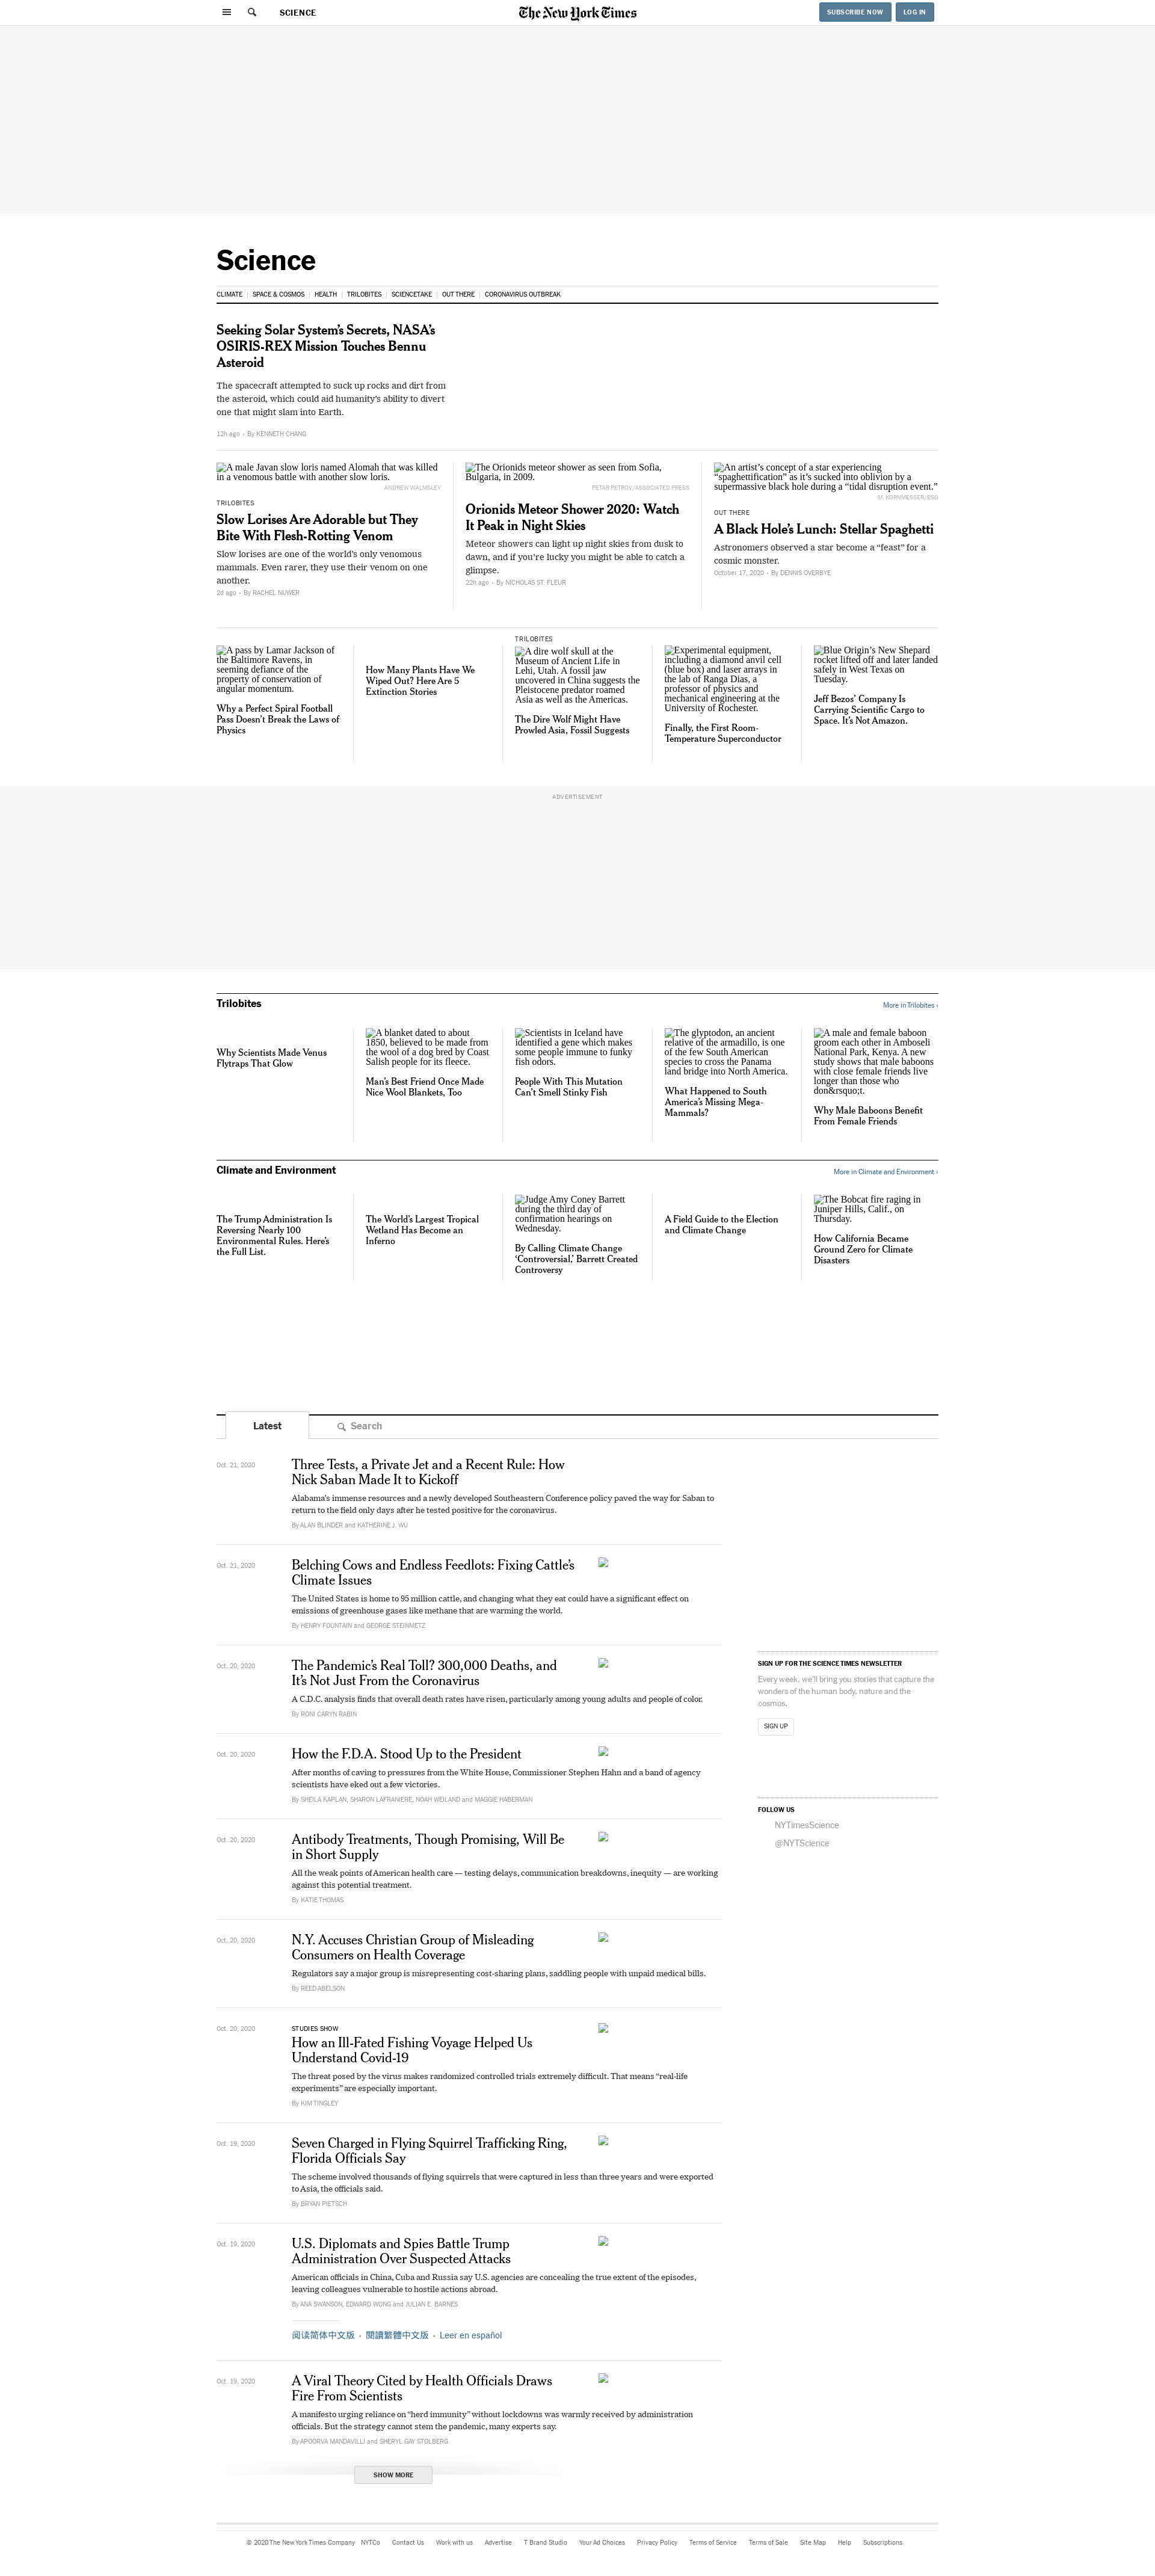 SCIENCE
The New York Times
SUBSCRIBE NOW
LOG IN
Science
CLIMATE | SPACE & COSMOS | HEALTH | TRILOBITES | SCIENCETAKE | OUT THERE | CORONAVIRUS OUTBREAK
Seeking Solar System’s Secrets, NASA’s
OSIRIS-REX Mission Touches Bennu
Asteroid
The spacecraft attempted to suck up rocks and dirt from
the asteroid, which could aid humanity’s ability to divert
one that might slam into Earth.
12h ago • By KENNETH CHANG
A male Javan slow loris named Alomah that was killed
in a venomous battle with another slow loris.
ANDREW WALMSLEY
TRILOBITES
Slow Lorises Are Adorable but They
Bite With Flesh-Rotting Venom
Slow lorises are one of the world’s only venomous
mammals. Even rarer, they use their venom on one
another.
2d ago • By RACHEL NUWER
The Orionids meteor shower as seen from Sofia,
Bulgaria, in 2009.
PETAR PETROV/ASSOCIATED PRESS
Orionids Meteor Shower 2020: Watch
It Peak in Night Skies
Meteor showers can light up night skies from dusk to
dawn, and if you’re lucky you might be able to catch a
glimpse.
22h ago • By NICHOLAS ST. FLEUR
An artist’s concept of a star experiencing
“spaghettification” as it’s sucked into oblivion by a
supermassive black hole during a “tidal disruption event.”
M. KORNMESSER/ESO
OUT THERE
A Black Hole’s Lunch: Stellar Spaghetti
Astronomers observed a star become a “feast” for a
cosmic monster.
October 17, 2020 • By DENNIS OVERBYE
A pass by Lamar Jackson of
the Baltimore Ravens, in
seeming defiance of the
property of conservation of
angular momentum.
Why a Perfect Spiral Football
Pass Doesn’t Break the Laws of
Physics
How Many Plants Have We
Wiped Out? Here Are 5
Extinction Stories
TRILOBITES
A dire wolf skull at the
Museum of Ancient Life in
Lehi, Utah. A fossil jaw
uncovered in China suggests the
Pleistocene predator roamed
Asia as well as the Americas.
The Dire Wolf Might Have
Prowled Asia, Fossil Suggests
Experimental equipment,
including a diamond anvil cell
(blue box) and laser arrays in
the lab of Ranga Dias, a
professor of physics and
mechanical engineering at the
University of Rochester.
Finally, the First Room-
Temperature Superconductor
Blue Origin’s New Shepard
rocket lifted off and later landed
safely in West Texas on
Tuesday.
Jeff Bezos’ Company Is
Carrying Scientific Cargo to
Space. It’s Not Amazon.
ADVERTISEMENT
Trilobites
More in Trilobites ›
Why Scientists Made Venus
Flytraps That Glow
A blanket dated to about
1850, believed to be made from
the wool of a dog bred by Coast
Salish people for its fleece.
Man’s Best Friend Once Made
Nice Wool Blankets, Too
Scientists in Iceland have
identified a gene which makes
some people immune to funky
fish odors.
People With This Mutation
Can’t Smell Stinky Fish
The glyptodon, an ancient
relative of the armadillo, is one
of the few South American
species to cross the Panama
land bridge into North America.
What Happened to South
America’s Missing Mega-
Mammals?
A male and female baboon
groom each other in Amboseli
National Park, Kenya. A new
study shows that male baboons
with close female friends live
longer than those who
don&rsquo;t.
Why Male Baboons Benefit
From Female Friends
Climate and Environment
More in Climate and Environment ›
The Trump Administration Is
Reversing Nearly 100
Environmental Rules. Here’s
the Full List.
The World’s Largest Tropical
Wetland Has Become an
Inferno
Judge Amy Coney Barrett
during the third day of
confirmation hearings on
Wednesday.
By Calling Climate Change
‘Controversial,’ Barrett Created
Controversy
A Field Guide to the Election
and Climate Change
The Bobcat fire raging in
Juniper Hills, Calif., on
Thursday.
How California Became
Ground Zero for Climate
Disasters
Latest
Search
Oct. 21, 2020
Three Tests, a Private Jet and a Recent Rule: How
Nick Saban Made It to Kickoff
Alabama’s immense resources and a newly developed Southeastern Conference policy paved the way for Saban to
return to the field only days after he tested positive for the coronavirus.
By ALAN BLINDER and KATHERINE J. WU
Oct. 21, 2020
Belching Cows and Endless Feedlots: Fixing Cattle’s
Climate Issues
The United States is home to 95 million cattle, and changing what they eat could have a significant effect on
emissions of greenhouse gases like methane that are warming the world.
By HENRY FOUNTAIN and GEORGE STEINMETZ
Oct. 20, 2020
The Pandemic’s Real Toll? 300,000 Deaths, and
It’s Not Just From the Coronavirus
A C.D.C. analysis finds that overall death rates have risen, particularly among young adults and people of color.
By RONI CARYN RABIN
Oct. 20, 2020
How the F.D.A. Stood Up to the President
After months of caving to pressures from the White House, Commissioner Stephen Hahn and a band of agency
scientists have eked out a few victories.
By SHEILA KAPLAN, SHARON LAFRANIERE, NOAH WEILAND and MAGGIE HABERMAN
Oct. 20, 2020
Antibody Treatments, Though Promising, Will Be
in Short Supply
All the weak points of American health care — testing delays, communication breakdowns, inequity — are working
against this potential treatment.
By KATIE THOMAS
Oct. 20, 2020
N.Y. Accuses Christian Group of Misleading
Consumers on Health Coverage
Regulators say a major group is misrepresenting cost-sharing plans, saddling people with unpaid medical bills.
By REED ABELSON
Oct. 20, 2020
STUDIES SHOW
How an Ill-Fated Fishing Voyage Helped Us
Understand Covid-19
The threat posed by the virus makes randomized controlled trials extremely difficult. That means “real-life
experiments” are especially important.
By KIM TINGLEY
Oct. 19, 2020
Seven Charged in Flying Squirrel Trafficking Ring,
Florida Officials Say
The scheme involved thousands of flying squirrels that were captured in less than three years and were exported
to Asia, the officials said.
By BRYAN PIETSCH
Oct. 19, 2020
U.S. Diplomats and Spies Battle Trump
Administration Over Suspected Attacks
American officials in China, Cuba and Russia say U.S. agencies are concealing the true extent of the episodes,
leaving colleagues vulnerable to hostile actions abroad.
By ANA SWANSON, EDWARD WONG and JULIAN E. BARNES
阅读简体中文版 • 閱讀繁體中文版 • Leer en español
Oct. 19, 2020
A Viral Theory Cited by Health Officials Draws
Fire From Scientists
A manifesto urging reliance on “herd immunity” without lockdowns was warmly received by administration
officials. But the strategy cannot stem the pandemic, many experts say.
By APOORVA MANDAVILLI and SHERYL GAY STOLBERG
SHOW MORE
SIGN UP FOR THE SCIENCE TIMES NEWSLETTER
Every week, we'll bring you stories that capture the
wonders of the human body, nature and the
cosmos.
SIGN UP
FOLLOW US
NYTimesScience
@NYTScience
© 2020 The New York Times Company NYTCo Contact Us Work with us Advertise T Brand Studio Your Ad Choices Privacy Policy Terms of Service Terms of Sale Site Map Help Subscriptions